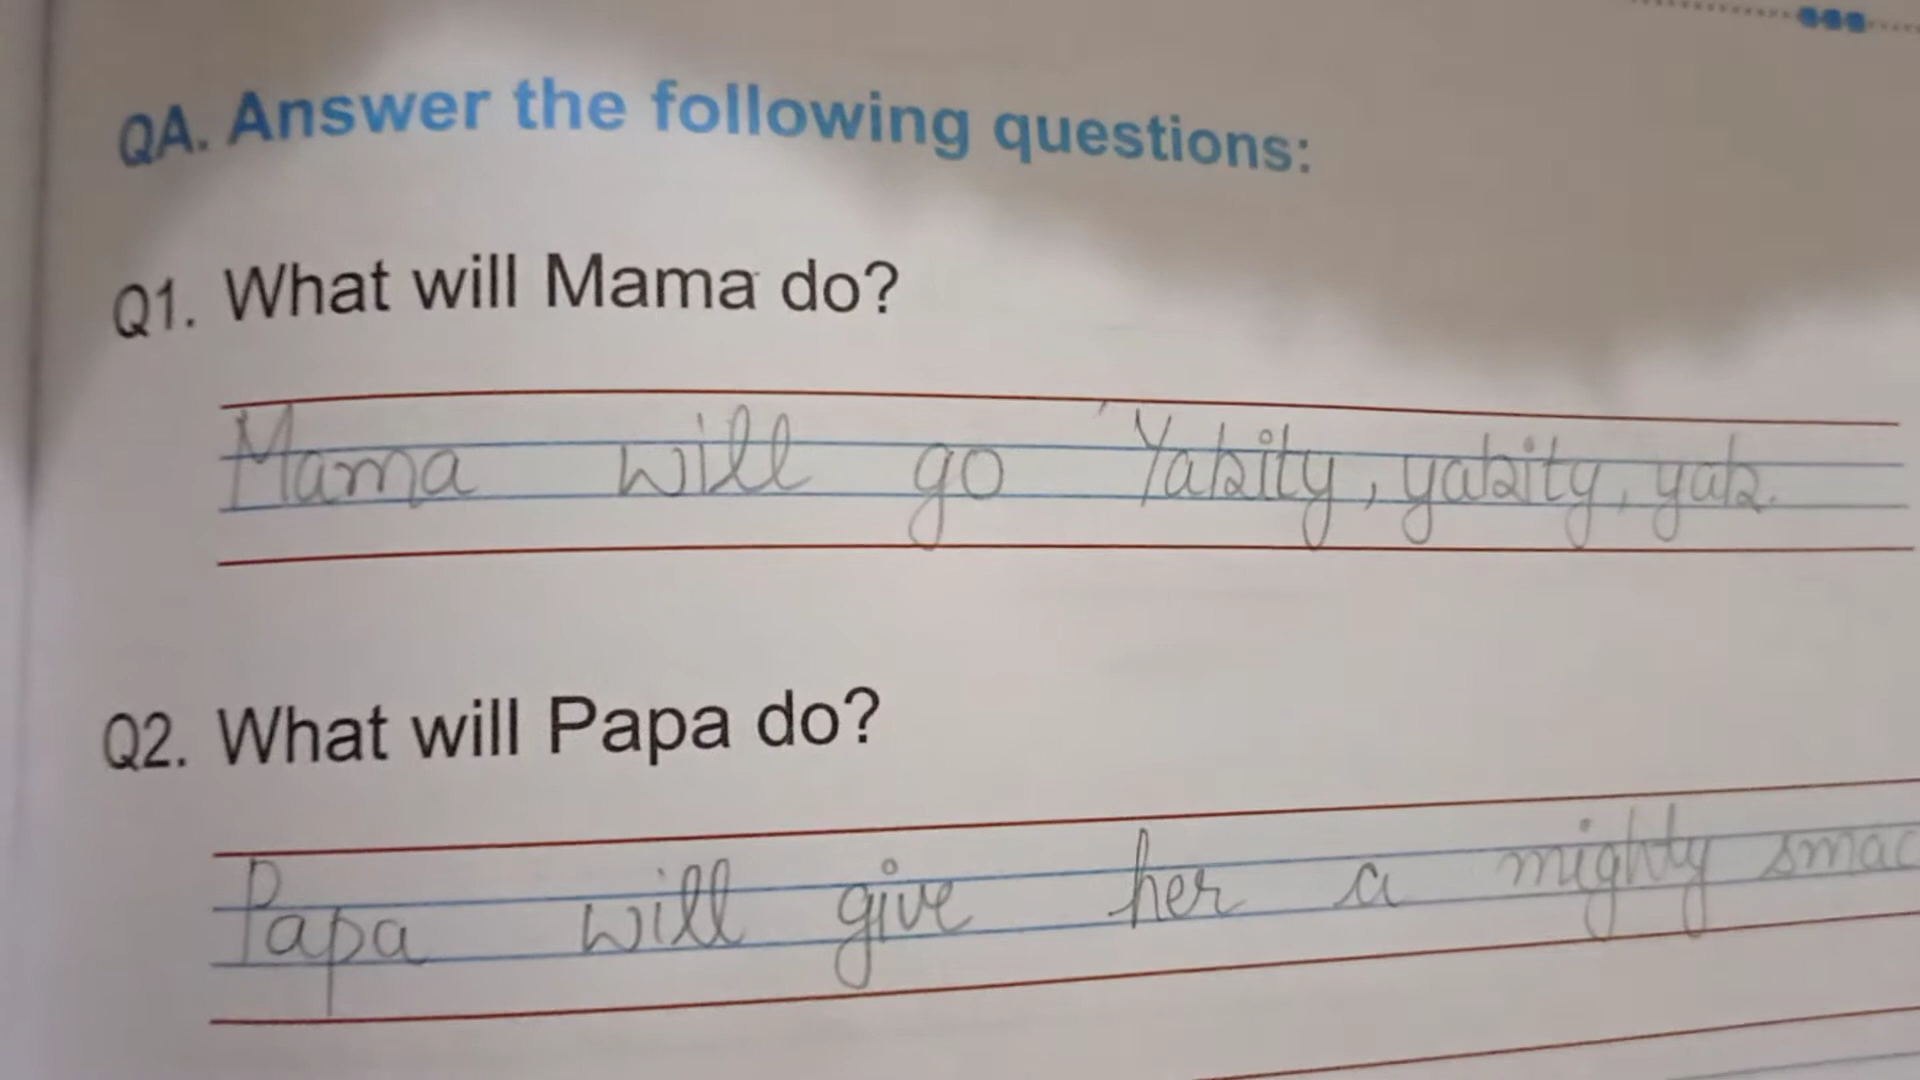 QA. Answer the following questions:
Q1. What will Mama do?
Mama will go Yakity, yakity, yak.
Q2. What will Papa do?
Papa will give her a mighty smac